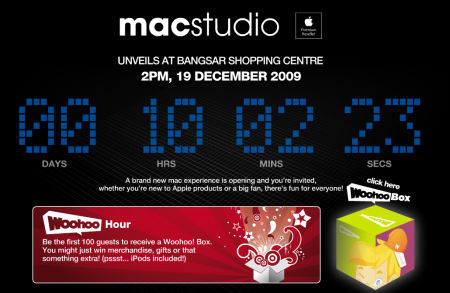 macstudio
Premium
Reseller
UNVEILS AT BANGSAR SHOPPING CENTRE
2PM, 19 DECEMBER 2009
00 10 02 23
DAYS HRS MINS SECS
A brand new mac experience is opening and you're invited,
whether you're new to Apple products or a big fan, there's fun for everyone!
click here
Woohoo Box
Woohoo Hour
Be the first 100 guests to receive a Woohoo! Box.
You might just win merchandise, gifts or that
something extra! (pssst... iPods included!)